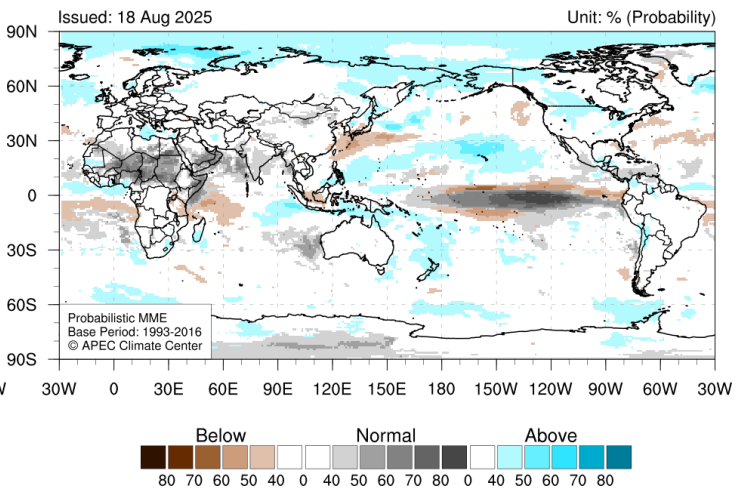 Issued: 18 Aug 2025 Unit: % (Probability)
90N
60N
30N
0
30S
60S
90S
Probabilistic MME
Base Period: 1993-2016
© APEC Climate Center
W 30W 0 30E 60E 90E 120E 150E 180 150W 120W 90W 60W 30W
Below Normal Above
80 70 60 50 40 0 40 50 60 70 80 0 40 50 60 70 80